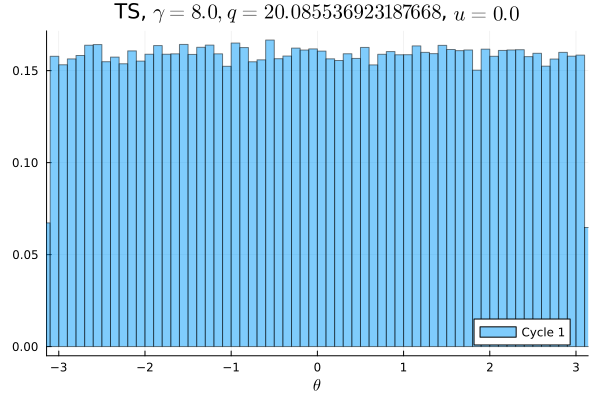 TS, γ = 8.0, q = 20.085536923187668, u = 0.0
0.15
0.10
0.05
0.00
Cycle 1
−3 −2 −1 0 1 2 3
θ